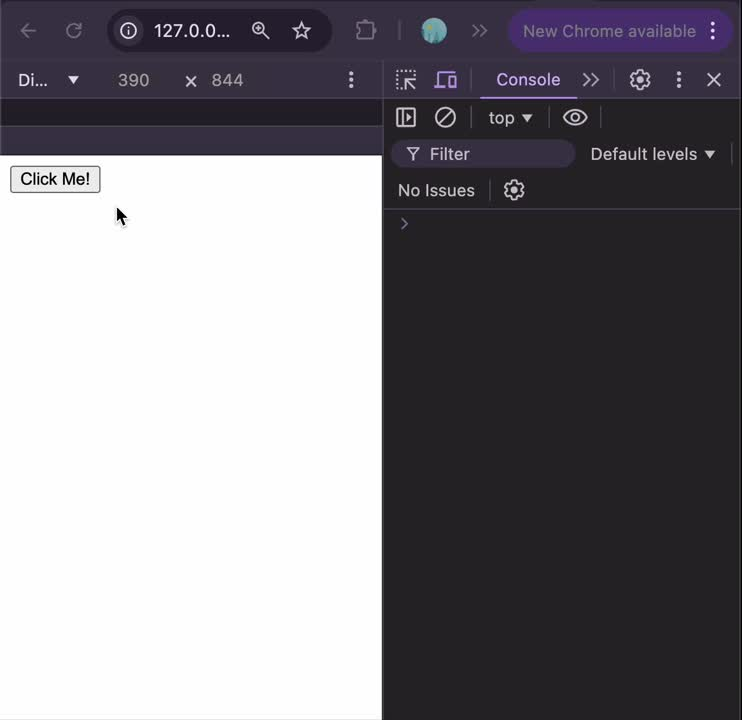 127.0.0... New Chrome available
Di... 390 × 844 Console
top
Filter Default levels
No Issues
Click Me!